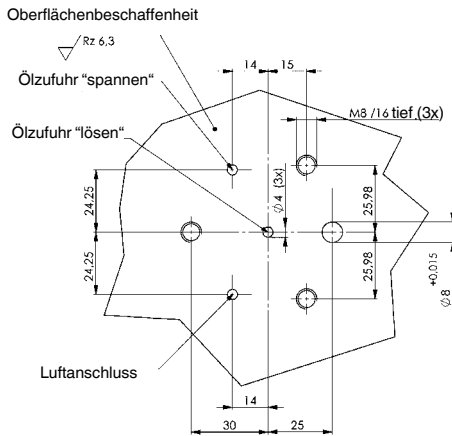 Oberflächenbeschaffenheit
Rz 6,3
Ölzufuhr “spannen“
14
15
M8 /16 tief (3x)
Ölzufuhr “lösen“
24,25
24,25
Ø 4 (3x)
25,98
25,98
Ø 8 +0,015
Luftanschluss
14
30
25